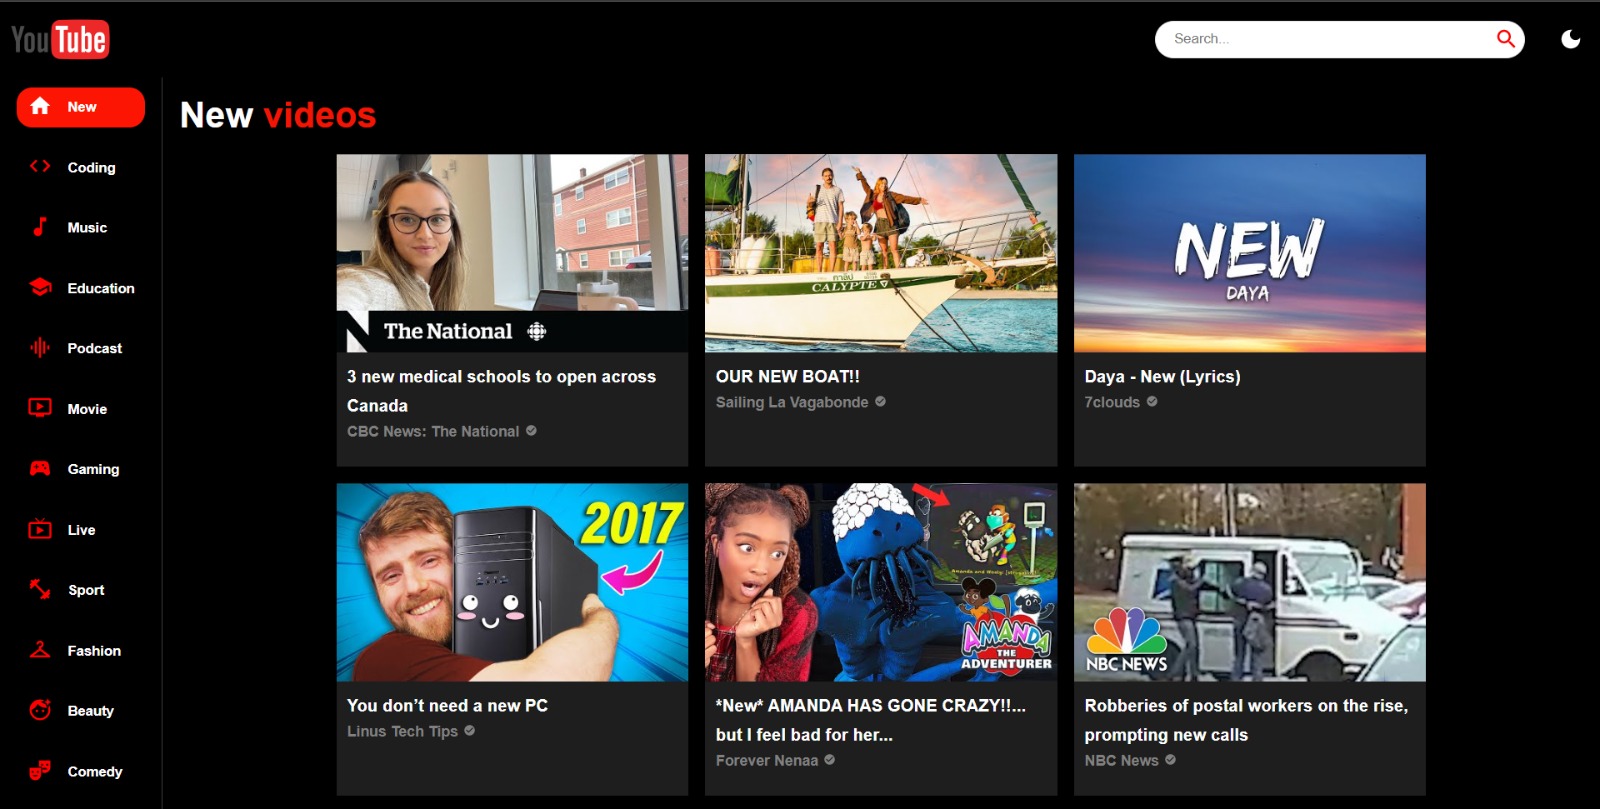 YouTube
Search...
New
Coding
Music
Education
Podcast
Movie
Gaming
Live
Sport
Fashion
Beauty
Comedy
New videos
The National
3 new medical schools to open across
Canada
CBC News: The National
CALYPTE
OUR NEW BOAT!!
Sailing La Vagabonde
NEW
DAYA
Daya - New (Lyrics)
7clouds
2017
You don’t need a new PC
Linus Tech Tips
AMANDA
THE
ADVENTURER
*New* AMANDA HAS GONE CRAZY!!...
but I feel bad for her...
Forever Nenaa
NBC NEWS
Robberies of postal workers on the rise,
prompting new calls
NBC News